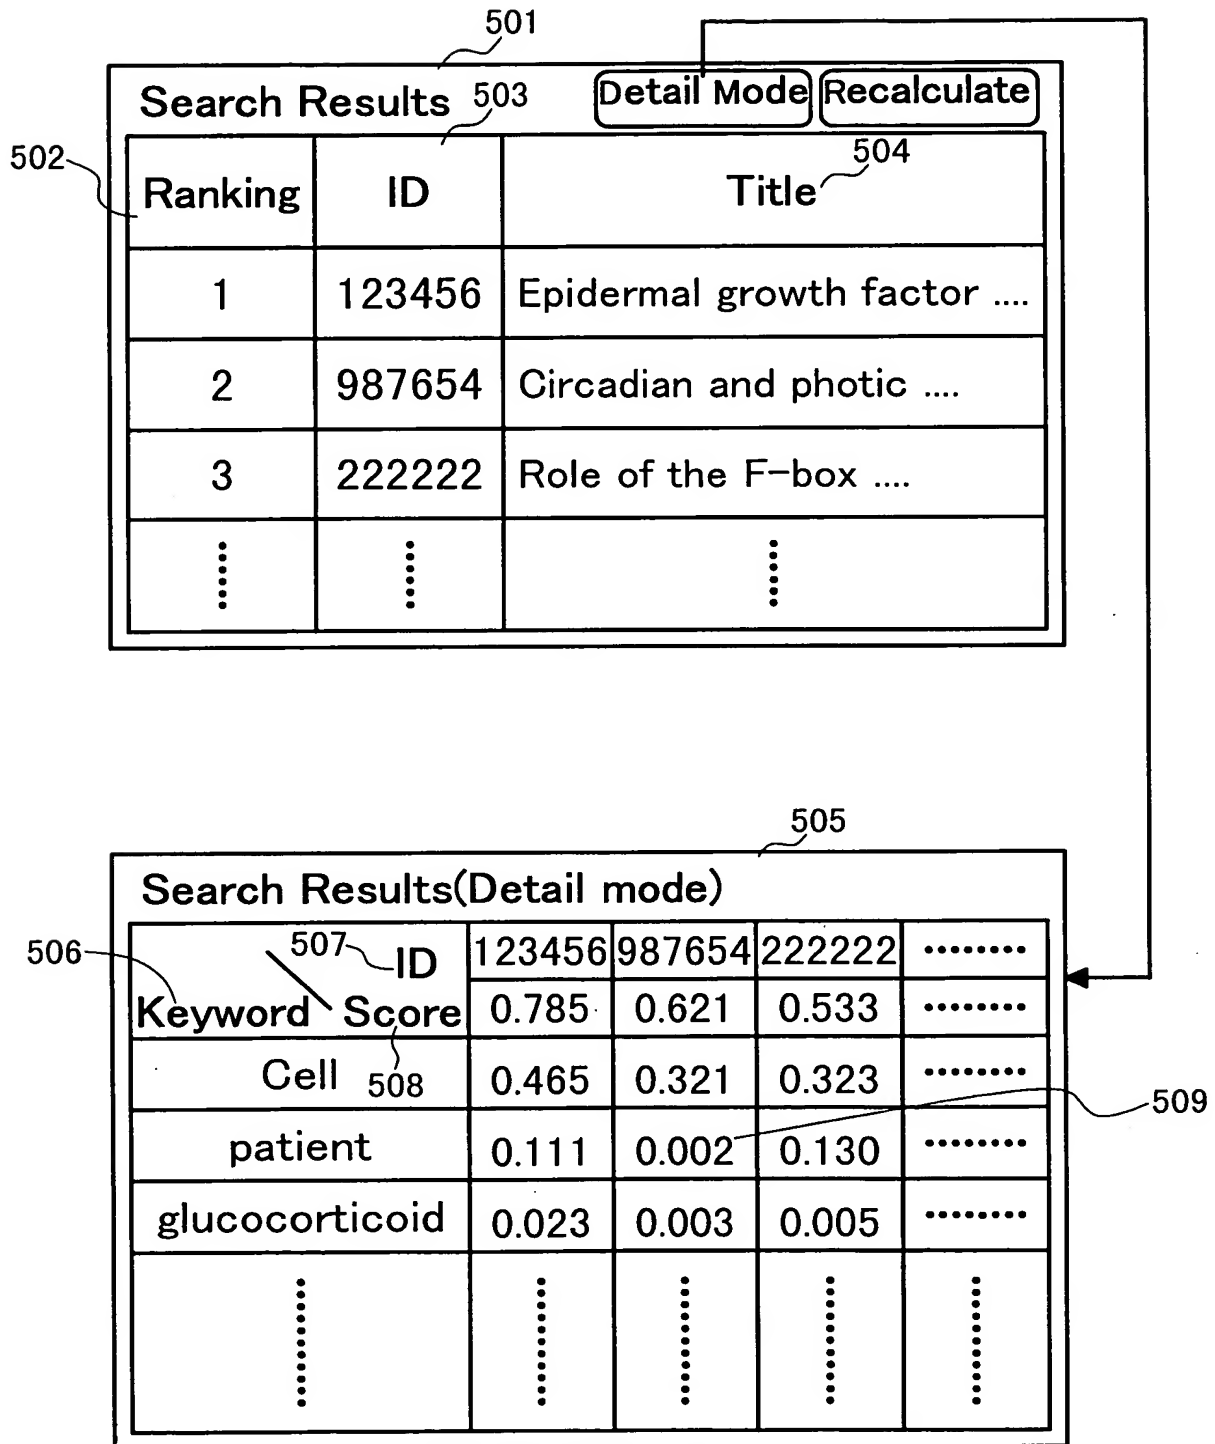 501
Search Results 503 Detail Mode Recalculate
502 504
Ranking ID Title
1 123456 Epidermal growth factor ....
2 987654 Circadian and photic ....
3 222222 Role of the F-box ....
505
Search Results(Detail mode)
506 507 ID 123456 987654 222222 ........
Keyword Score 0.785 0.621 0.533 ........
Cell 508 0.465 0.321 0.323 ........
509
patient 0.111 0.002 0.130 ........
glucocorticoid 0.023 0.003 0.005 ........